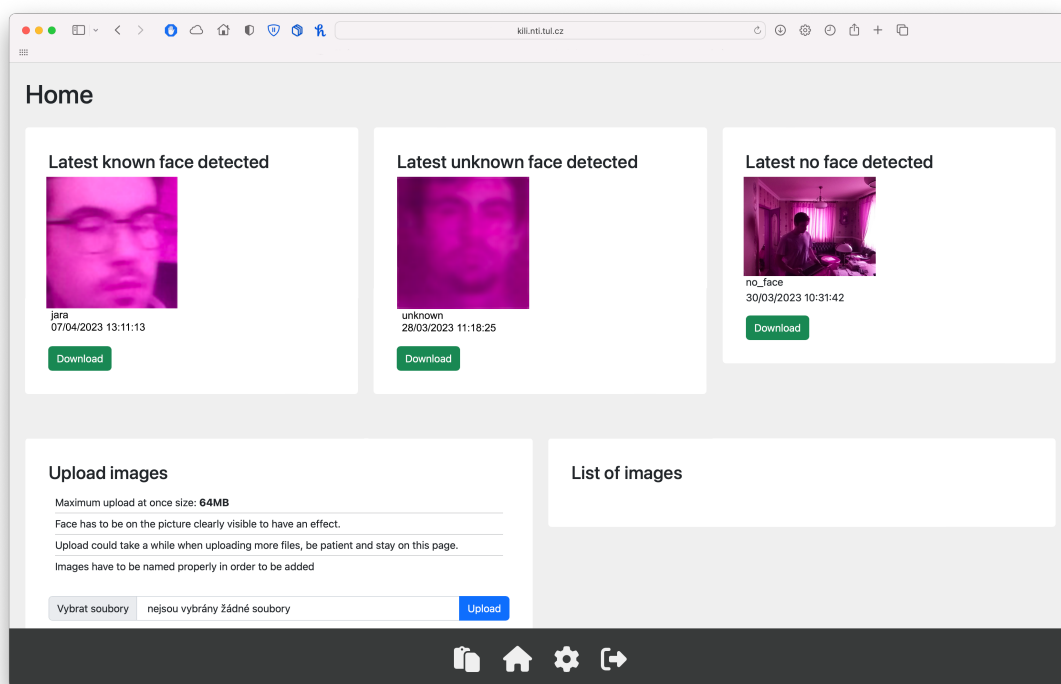 kili.nti.tul.cz
Home
Latest known face detected
jara
07/04/2023 13:11:13
Download
Latest unknown face detected
unknown
28/03/2023 11:18:25
Download
Latest no face detected
no_face
30/03/2023 10:31:42
Download
Upload images
Maximum upload at once size: 64MB
Face has to be on the picture clearly visible to have an effect.
Upload could take a while when uploading more files, be patient and stay on this page.
Images have to be named properly in order to be added
Vybrat soubory nejsou vybrány žádné soubory Upload
List of images